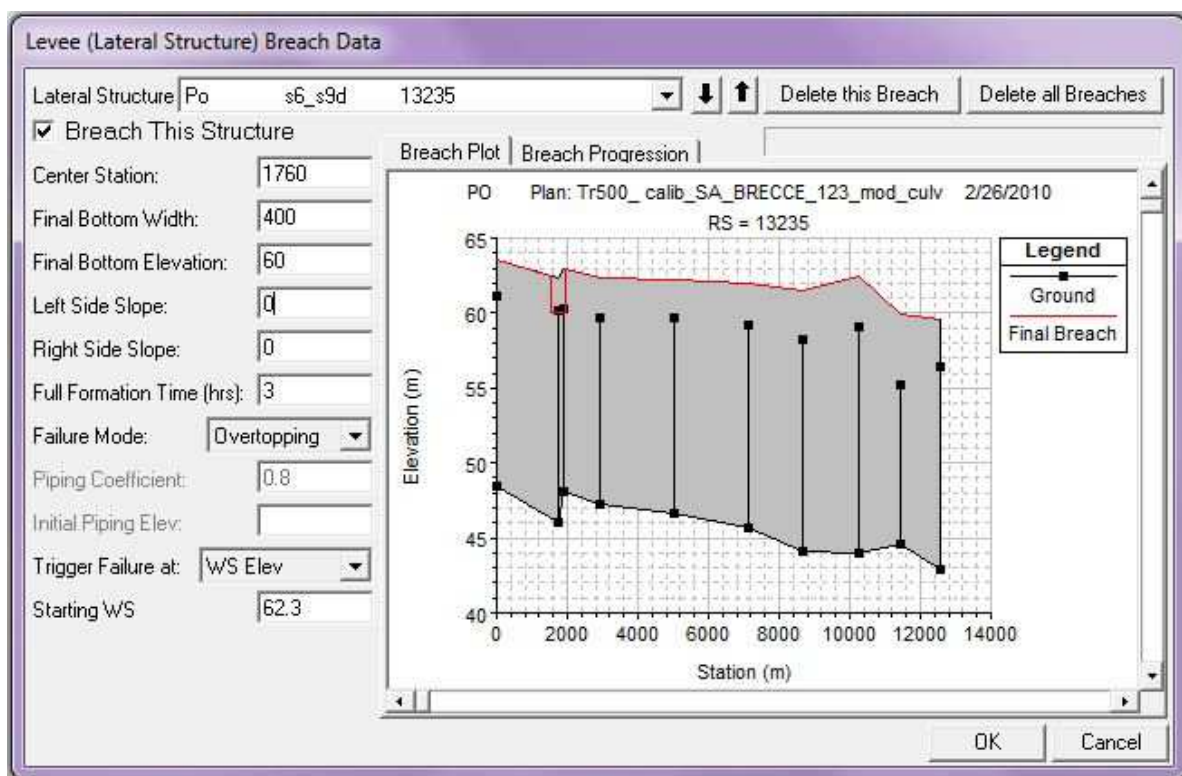 Levee (Lateral Structure) Breach Data
Lateral Structure Po s6_s9d 13235
Delete this Breach
Delete all Breaches
Breach This Structure
Center Station: 1760
Final Bottom Width: 400
Final Bottom Elevation: 60
Left Side Slope: 0
Right Side Slope: 0
Full Formation Time (hrs): 3
Failure Mode: Overtopping
Piping Coefficient: 0.8
Initial Piping Elev:
Trigger Failure at: WS Elev
Starting WS 62.3
Breach Plot
Breach Progression
PO Plan: Tr500_ calib_SA_BRECCE_123_mod_culv 2/26/2010
RS = 13235
65
60
55
50
45
40
Elevation (m)
0 2000 4000 6000 8000 10000 12000 14000
Station (m)
Legend
Ground
Final Breach
OK
Cancel